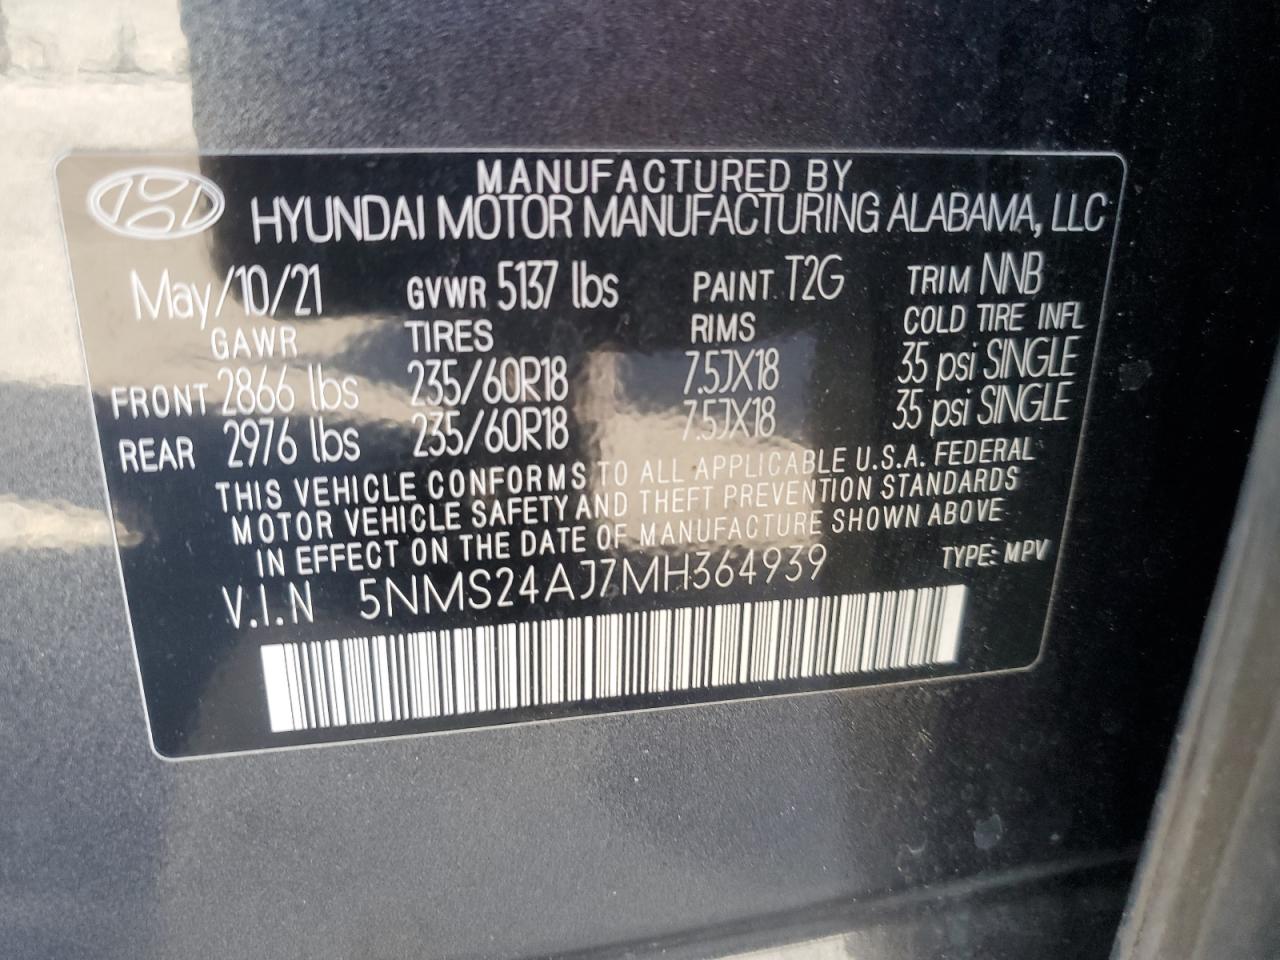 MANUFACTURED BY
HYUNDAI MOTOR MANUFACTURING ALABAMA, LLC
May/10/21 GVWR 5137 lbs PAINT T2G TRIM NNB
GAWR TIRES RIMS COLD TIRE INFL
FRONT 2866 lbs 235/60R18 7.5JX18 35 psi SINGLE
REAR 2976 lbs 235/60R18 7.5JX18 35 psi SINGLE
THIS VEHICLE CONFORMS TO ALL APPLICABLE U.S.A. FEDERAL
MOTOR VEHICLE SAFETY AND THEFT PREVENTION STANDARDS
IN EFFECT ON THE DATE OF MANUFACTURE SHOWN ABOVE
V.I.N 5NMS24AJ7MH364939 TYPE: MPV